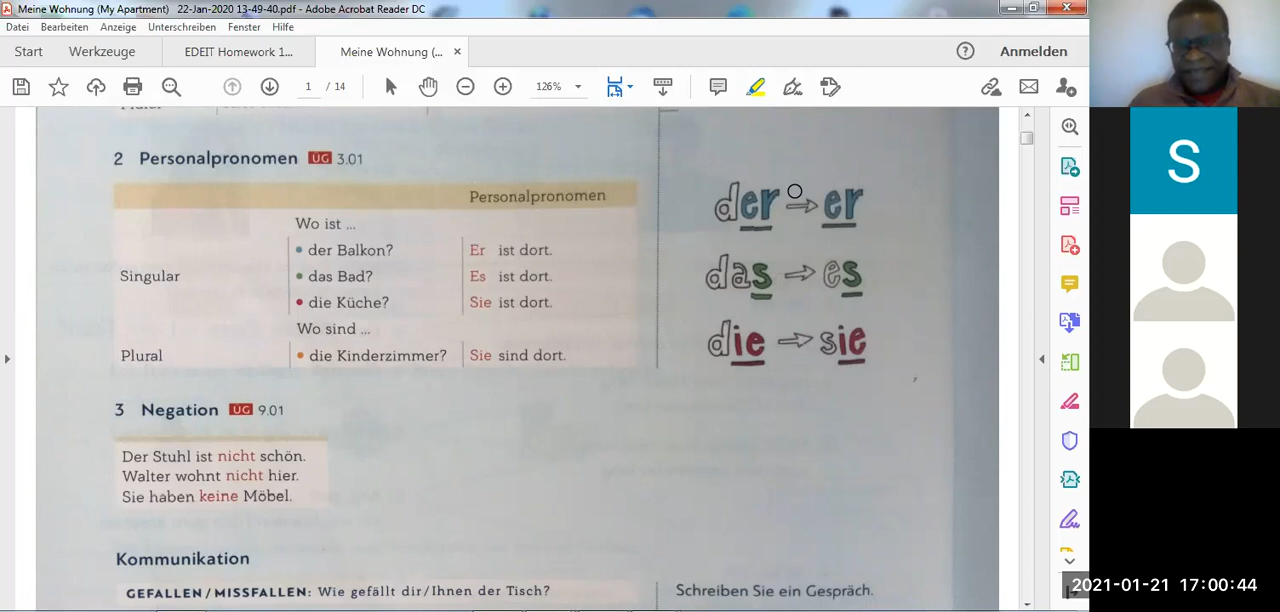 Meine Wohnung (My Apartment) 22-Jan-2020 13-49-40.pdf - Adobe Acrobat Reader DC
Datei Bearbeiten Anzeige Unterschreiben Fenster Hilfe
Start Werkzeuge EDEIT Homework 1... Meine Wohnung (... × Anmelden
1 / 14 126%
2 Personalpronomen UG 3.01
Personalpronomen
Wo ist ...
• der Balkon? Er ist dort.
Singular • das Bad? Es ist dort.
• die Küche? Sie ist dort.
Wo sind ...
Plural • die Kinderzimmer? Sie sind dort.
der ⇒ er
das ⇒ es
die ⇒ sie
3 Negation UG 9.01
Der Stuhl ist nicht schön.
Walter wohnt nicht hier.
Sie haben keine Möbel.
Kommunikation
GEFALLEN/MISSFALLEN: Wie gefällt dir/Ihnen der Tisch?
Schreiben Sie ein Gespräch.
S
2021-01-21 17:00:44